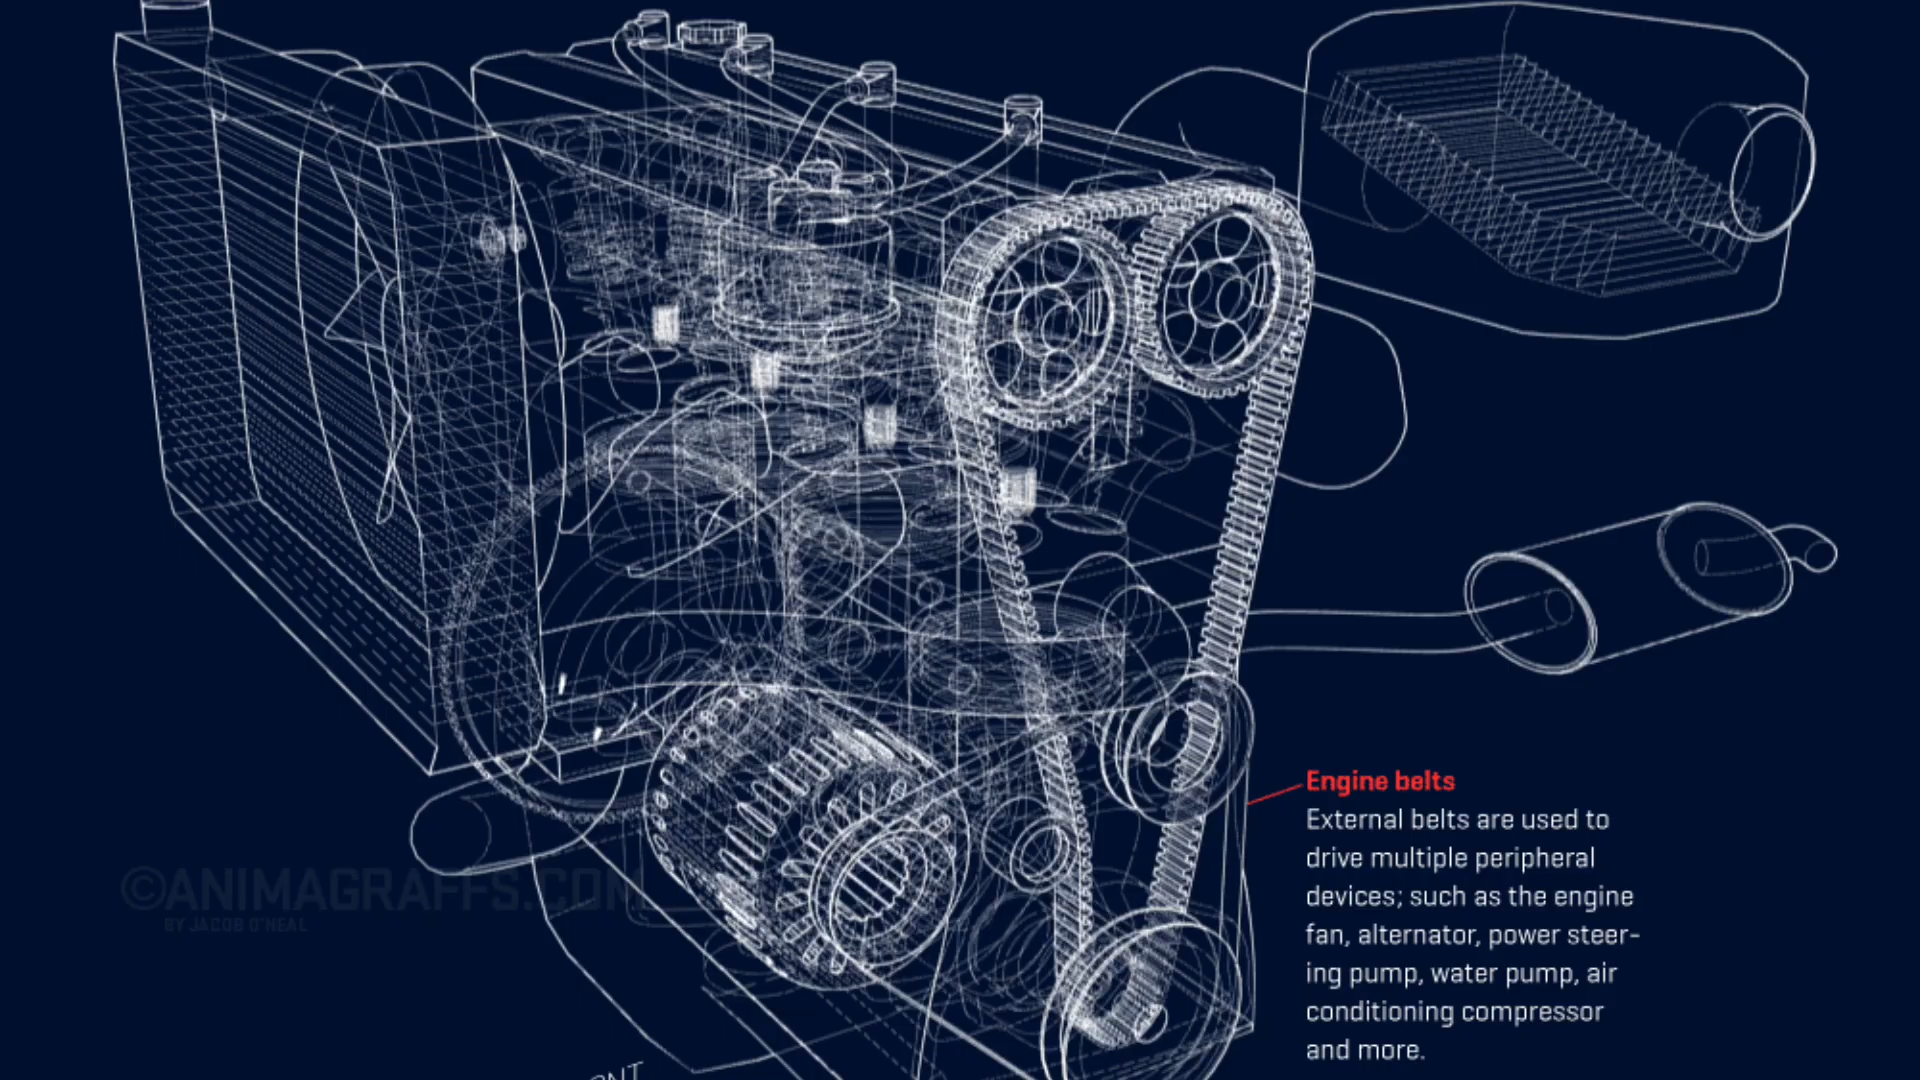 Engine belts
External belts are used to
drive multiple peripheral
devices; such as the engine
fan, alternator, power steer-
ing pump, water pump, air
conditioning compressor
and more.
©ANIMAGRAFFS.COM
BY JACOB O'NEAL